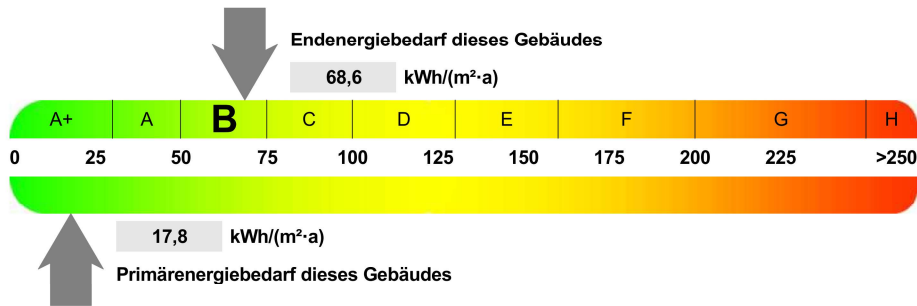 Endenergiebedarf dieses Gebäudes
68,6 kWh/(m²·a)
A+ A B C D E F G H
0 25 50 75 100 125 150 175 200 225 >250
17,8 kWh/(m²·a)
Primärenergiebedarf dieses Gebäudes